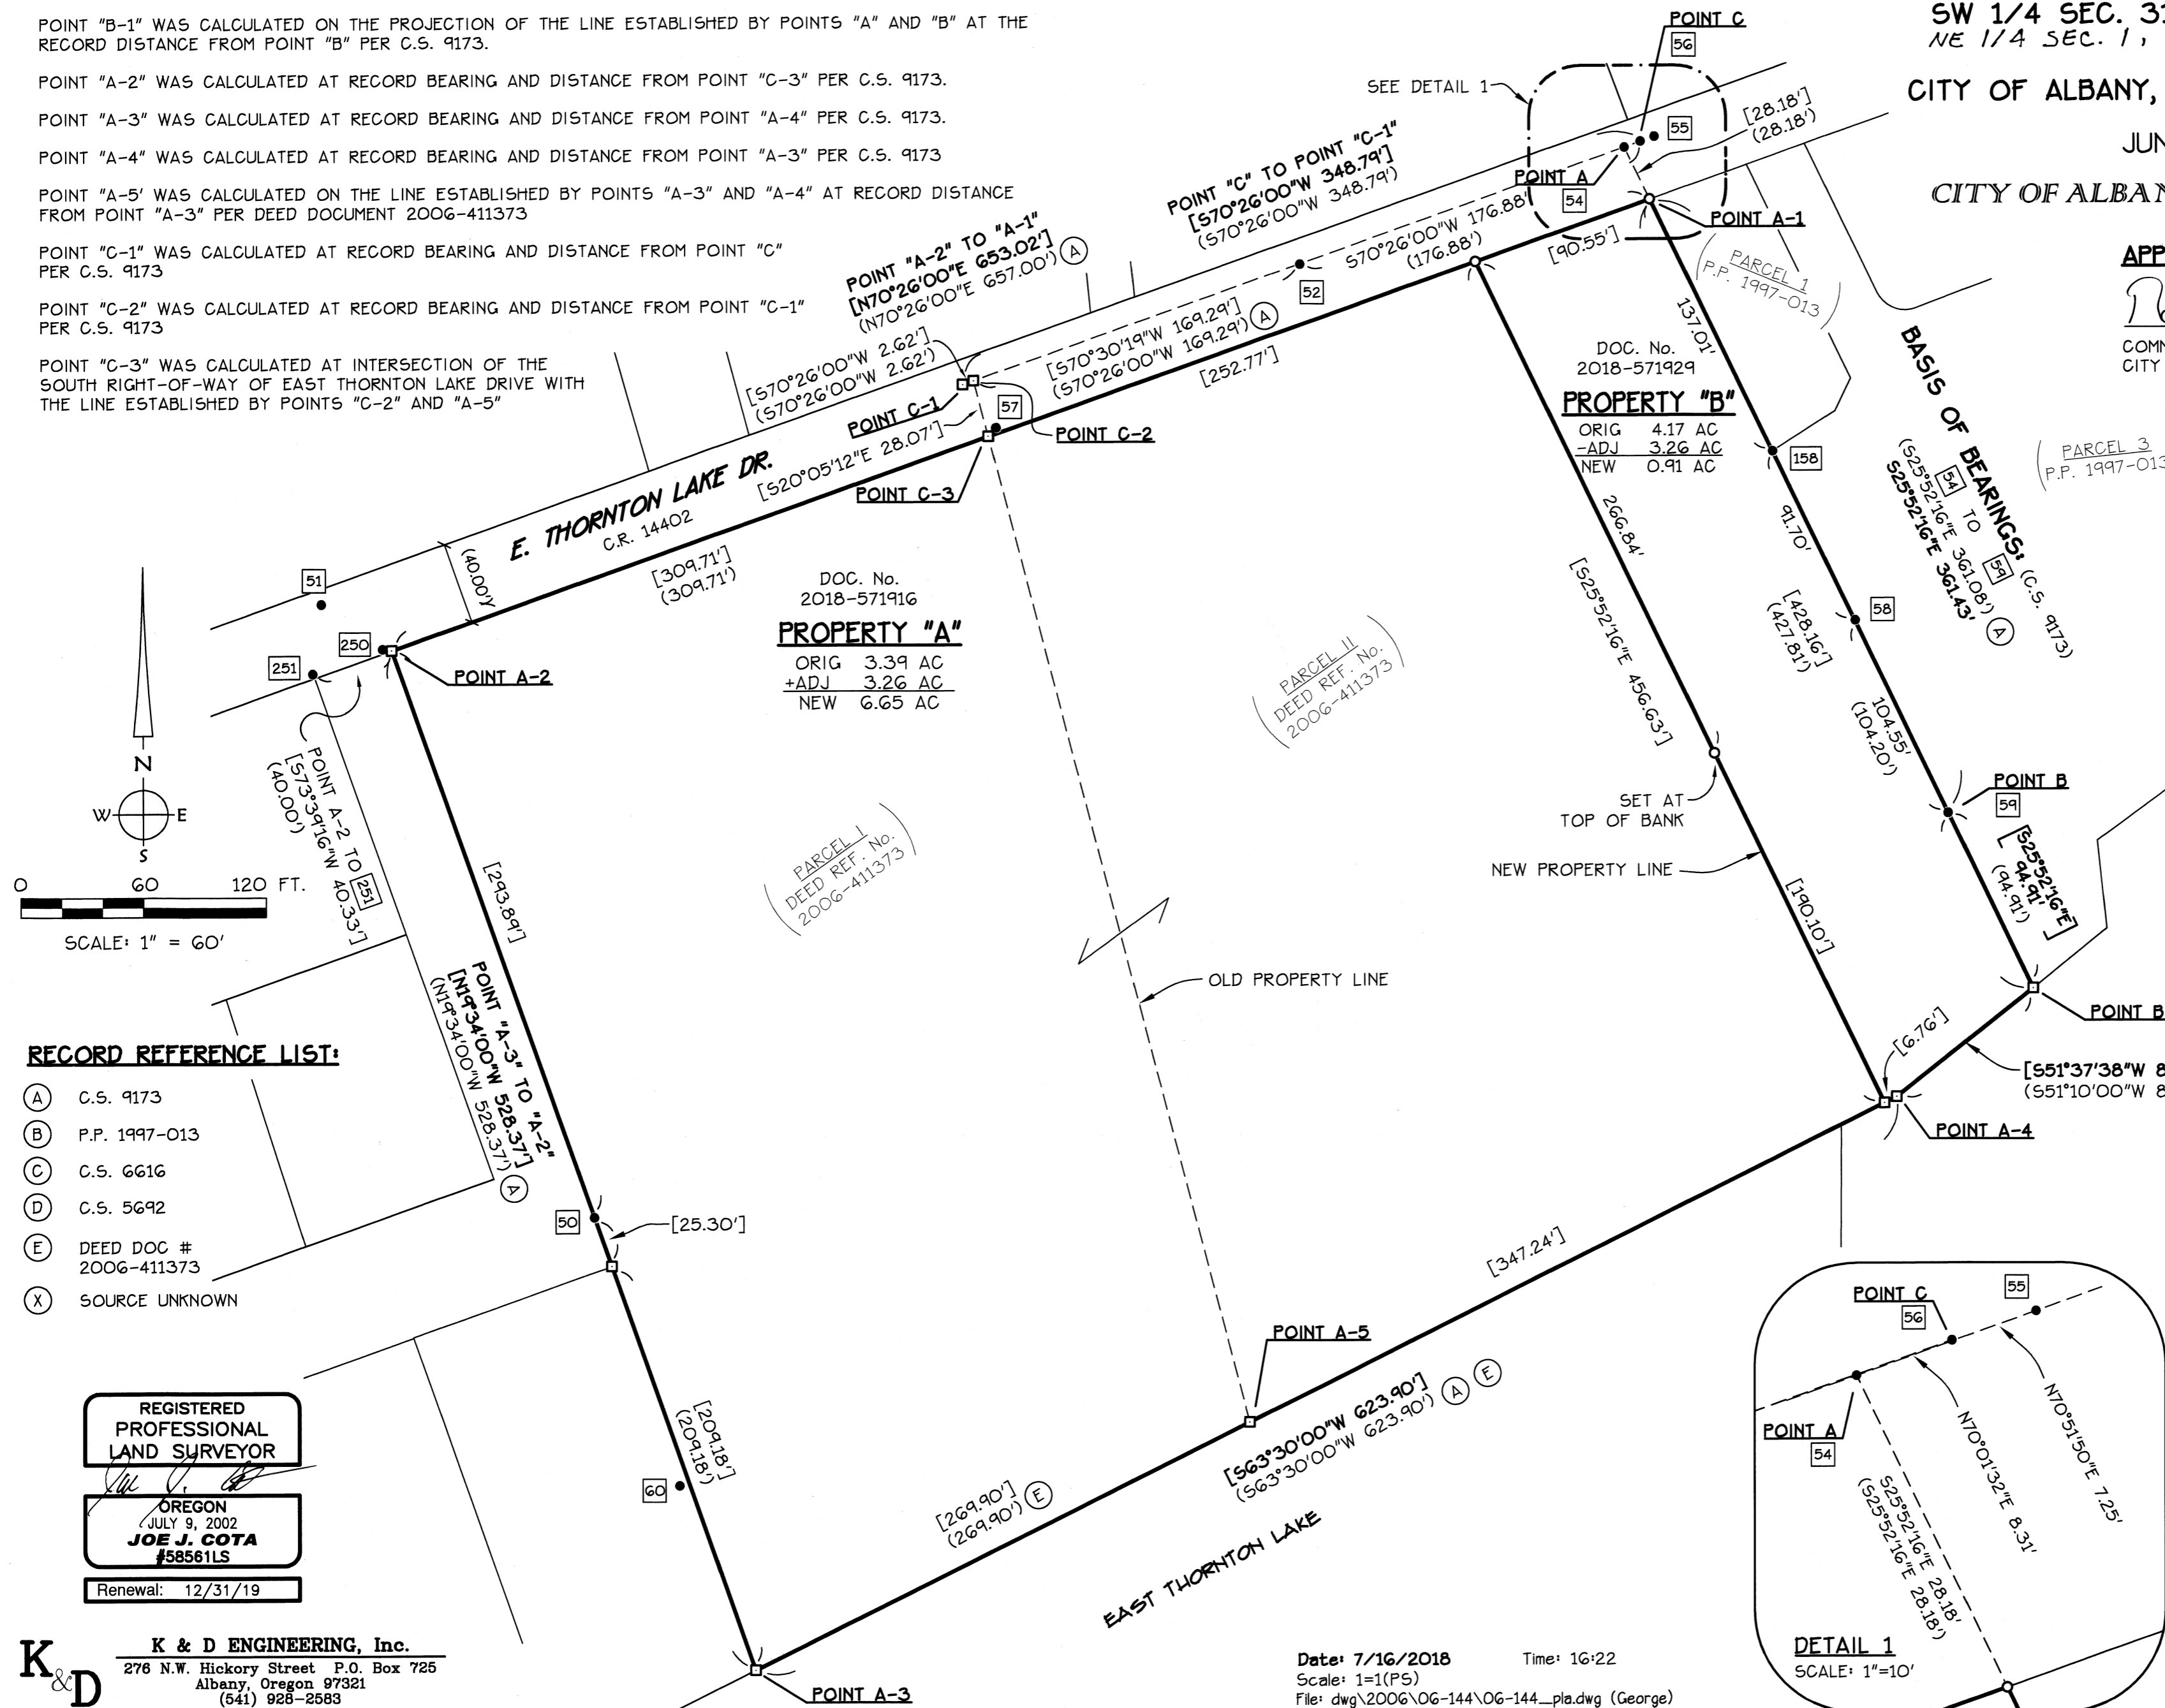 POINT "B-1" WAS CALCULATED ON THE PROJECTION OF THE LINE ESTABLISHED BY POINTS "A" AND "B" AT THE
RECORD DISTANCE FROM POINT "B" PER C.S. 9173.
POINT "A-2" WAS CALCULATED AT RECORD BEARING AND DISTANCE FROM POINT "C-3" PER C.S. 9173.
POINT "A-3" WAS CALCULATED AT RECORD BEARING AND DISTANCE FROM POINT "A-4" PER C.S. 9173.
POINT "A-4" WAS CALCULATED AT RECORD BEARING AND DISTANCE FROM POINT "A-3" PER C.S. 9173
POINT "A-5' WAS CALCULATED ON THE LINE ESTABLISHED BY POINTS "A-3" AND "A-4" AT RECORD DISTANCE
FROM POINT "A-3" PER DEED DOCUMENT 2006-411373
POINT "C-1" WAS CALCULATED AT RECORD BEARING AND DISTANCE FROM POINT "C"
PER C.S. 9173
POINT "C-2" WAS CALCULATED AT RECORD BEARING AND DISTANCE FROM POINT "C-1"
PER C.S. 9173
POINT "C-3" WAS CALCULATED AT INTERSECTION OF THE
SOUTH RIGHT-OF-WAY OF EAST THORNTON LAKE DRIVE WITH
THE LINE ESTABLISHED BY POINTS "C-2" AND "A-5"
SW 1/4 SEC. 31
NE 1/4 SEC. 1,
CITY OF ALBANY,
JUN
CITY OF ALBAN
APP
COMM
CITY
POINT C
56
SEE DETAIL 1
55
[28.18']
(28.18')
POINT A
54
POINT A-1
POINT "C" TO POINT "C-1"
[S70°26'00"W 348.79']
(S70°26'00"W 348.79')
S70°26'00"W 176.88'
(176.88')
[90.55']
52
POINT "A-2" TO "A-1"
[N70°26'00"E 653.02']
(N70°26'00"E 657.00') A
[S70°30'19"W 169.29']
(S70°26'00"W 169.29') A
[252.77']
[S70°26'00"W 2.62']
(S70°26'00"W 2.62')
POINT C-1
57
POINT C-2
[S20°05'12"E 28.07']
POINT C-3
E. THORNTON LAKE DR.
C.R. 14402
(40.00')
[309.71']
(309.71')
PARCEL 1
P.P. 1997-013
137.01'
DOC. No.
2018-571929
PROPERTY "B"
ORIG 4.17 AC
-ADJ 3.26 AC
NEW 0.91 AC
158
91.70'
58
BASIS OF BEARINGS: (C.S. 9173)
54 TO 59
(S25°52'16"E 361.08') A
S25°52'16"E 361.43'
PARCEL 3
P.P. 1997-013
266.84'
[S25°52'16"E 456.63']
[428.16']
(427.81')
104.55'
(104.20')
POINT B
59
[S25°52'16"E]
94.91'
(94.91')
51
250
251
POINT A-2
DOC. No.
2018-571916
PROPERTY "A"
ORIG 3.39 AC
+ADJ 3.26 AC
NEW 6.65 AC
PARCEL II
DEED REF. No.
2006-411373
SET AT
TOP OF BANK
NEW PROPERTY LINE
[190.10']
N
W E
S
0 60 120 FT.
SCALE: 1" = 60'
POINT A-2 TO 251
[S73°39'16"W 40.33']
(40.00')
[293.89']
PARCEL I
DEED REF. No.
2006-411373
OLD PROPERTY LINE
POINT B
[6.76']
[S51°37'38"W 8
(S51°10'00"W 8
POINT A-4
POINT "A-3" TO "A-2"
[N19°34'00"W 528.37']
(N19°34'00"W 528.37') A
RECORD REFERENCE LIST:
A C.S. 9173
B P.P. 1997-013
C C.S. 6616
D C.S. 5692
E DEED DOC #
2006-411373
X SOURCE UNKNOWN
50
[25.30']
[347.24']
POINT A-5
[S63°30'00"W 623.90']
(S63°30'00"W 623.90') A E
[209.18']
(209.18')
60
[269.90']
(269.90') E
EAST THORNTON LAKE
POINT A-3
REGISTERED
PROFESSIONAL
LAND SURVEYOR
OREGON
JULY 9, 2002
JOE J. COTA
#58561LS
Renewal: 12/31/19
K&D
K & D ENGINEERING, Inc.
276 N.W. Hickory Street P.O. Box 725
Albany, Oregon 97321
(541) 928-2583
Date: 7/16/2018 Time: 16:22
Scale: 1=1(PS)
File: dwg\2006\06-144\06-144_pla.dwg (George)
POINT C
56
55
POINT A
54
N70°51'50"E 7.25'
N70°01'32"E 8.31'
S25°52'16"E 28.18'
(S25°52'16"E 28.18')
DETAIL 1
SCALE: 1"=10'